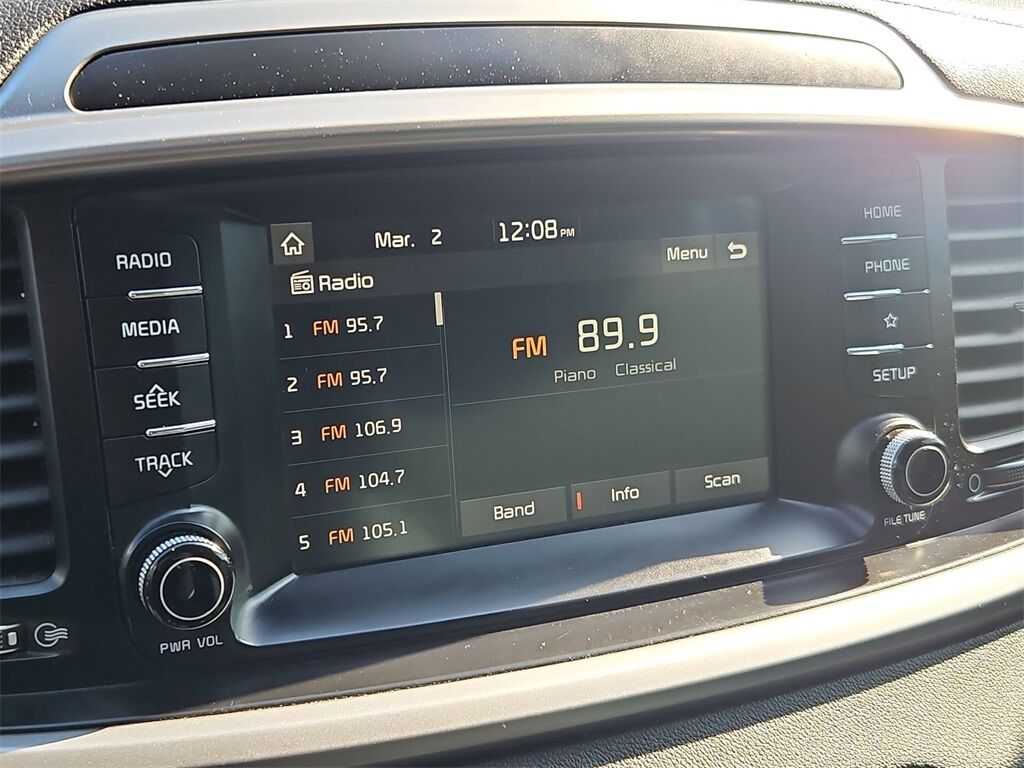 RADIO
MEDIA
SEEK
TRACK
PWR VOL
Mar. 2 12:08 PM
Radio
Menu
1 FM 95.7
2 FM 95.7
3 FM 106.9
4 FM 104.7
5 FM 105.1
FM 89.9
Piano Classical
Band Info Scan
HOME
PHONE
SETUP
FILE TUNE